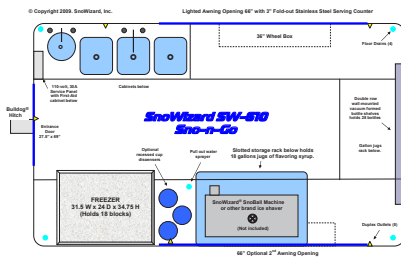 © Copyright 2009. SnoWizard, Inc.
Lighted Awning Opening 66" with 3" Fold-out Stainless Steel Serving Counter
36" Wheel Box
Floor Drains (4)
110-volt, 30A
Service Panel
with First-Aid
cabinet below
Cabinets below
Bulldog®
Hitch
Entrance
Door
27.5" x 69"
SnoWizard SW-610
Sno-n-Go
Double row
wall-mounted
vacuum formed
bottle shelves
holds 38 bottles
Gallon jugs
rack below.
Optional
recessed cup
dispensers
Pull out water
sprayer
Slotted storage rack below holds
16 gallons jugs of flavoring syrup.
FREEZER
31.5 W x 24 D x 34.75 H
(Holds 18 blocks)
SnoWizard® SnoBall Machine
or other brand ice shaver
(Not included)
Duplex Outlets (6)
66" Optional 2nd Awning Opening